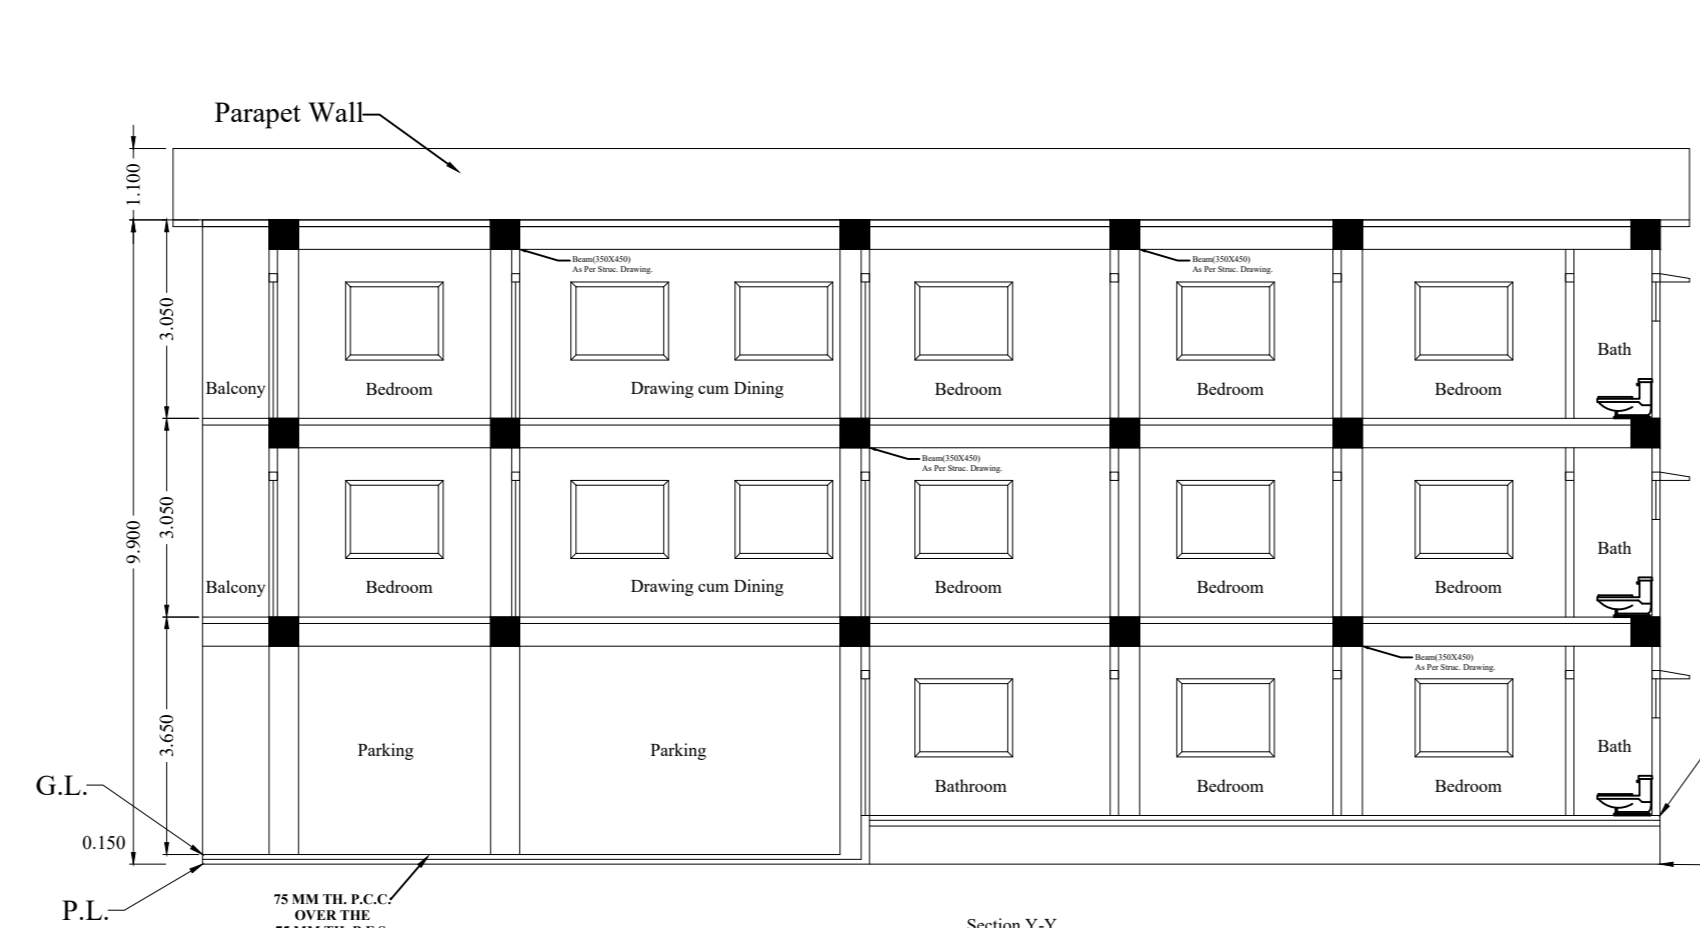 Parapet Wall
1.100
Beam(350X450)
As Per Struc. Drawing.
Beam(350X450)
As Per Struc. Drawing.
3.050
Bath
Balcony
Bedroom
Drawing cum Dining
Bedroom
Bedroom
Bedroom
Beam(350X450)
As Per Struc. Drawing.
3.050
9.900
Bath
Balcony
Bedroom
Drawing cum Dining
Bedroom
Bedroom
Bedroom
Beam(350X450)
As Per Struc. Drawing.
3.650
Parking
Parking
Bath
G.L.
Bathroom
Bedroom
Bedroom
0.150
P.L.
75 MM TH. P.C.C.
OVER THE
75 MM TH. B.F.S.
Section Y-Y